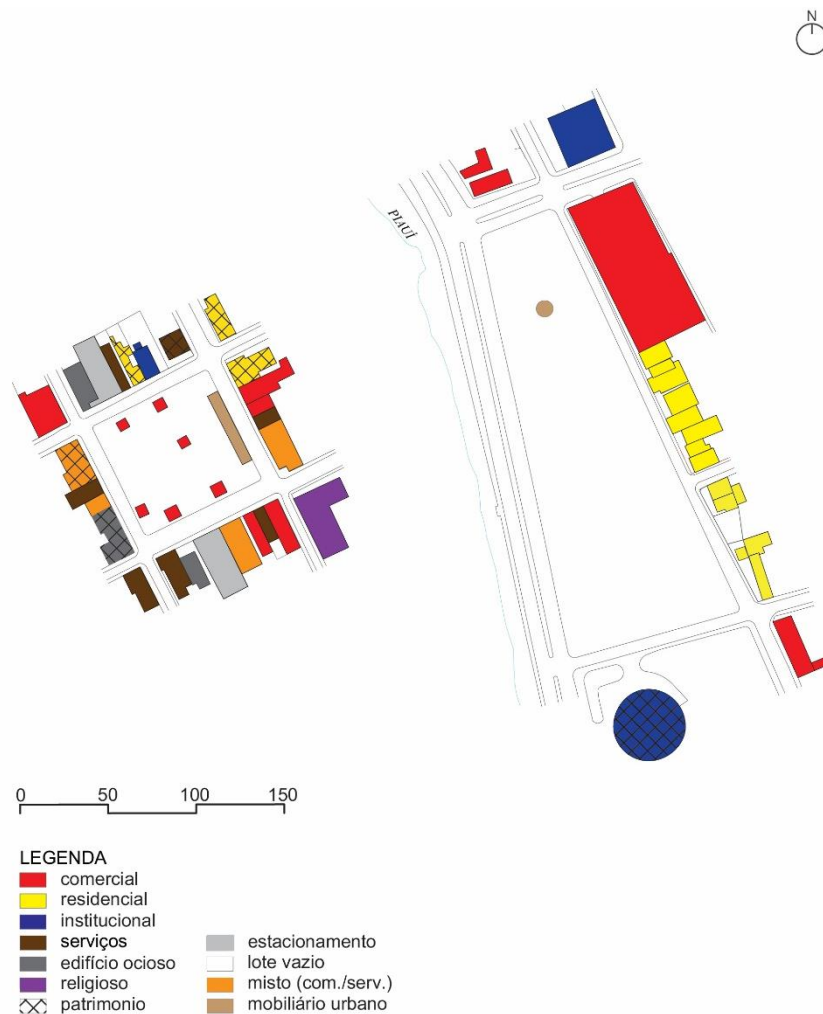 N
PIAUÍ
0 50 100 150
LEGENDA
comercial
residencial
institucional
serviços
edifício ocioso
religioso
patrimonio
estacionamento
lote vazio
misto (com./serv.)
mobiliário urbano